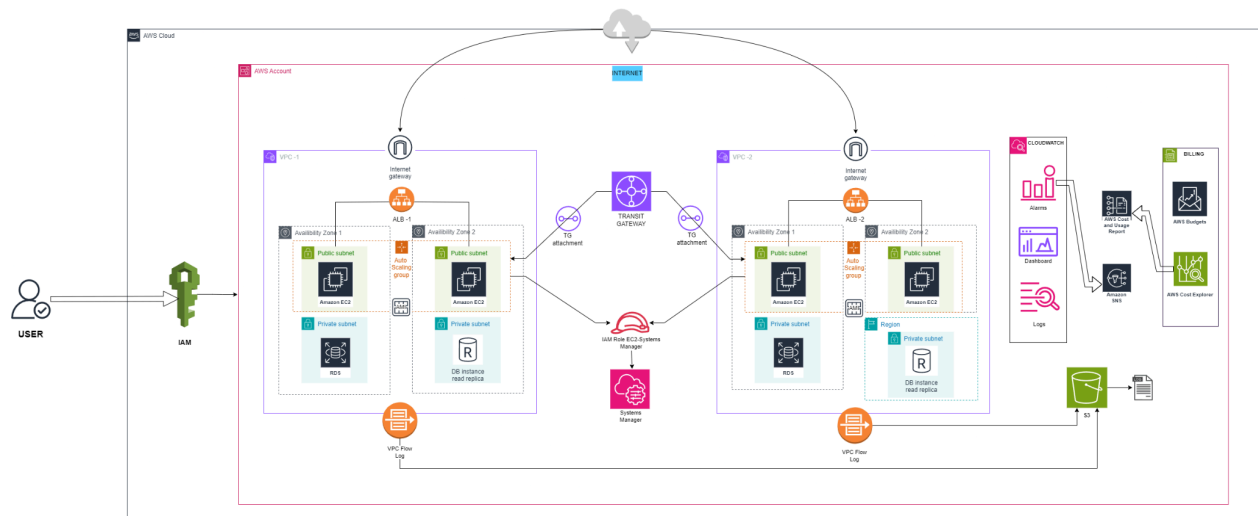 AWS Cloud
AWS Account
INTERNET
USER
IAM
VPC -1
Internet
gateway
ALB -1
Availibility Zone 1
Availibility Zone 2
Public subnet
Amazon EC2
Auto
Scaling
group
Public subnet
Amazon EC2
Private subnet
RDS
Private subnet
R
DB instance
read replica
VPC Flow
Log
TRANSIT
GATEWAY
TG
attachment
TG
attachment
IAM Role EC2-Systems
Manager
Systems
Manager
VPC -2
Internet
gateway
ALB -2
Availibility Zone 1
Availibility Zone 2
Public subnet
Amazon EC2
Auto
Scaling
group
Public subnet
Amazon EC2
Private subnet
RDS
Region
Private subnet
R
DB instance
read replica
VPC Flow
Log
CLOUDWATCH
Alarms
Dashboard
Logs
AWS Cost
and Usage
Report
Amazon
SNS
BILLING
AWS Budgets
AWS Cost Explorer
S3